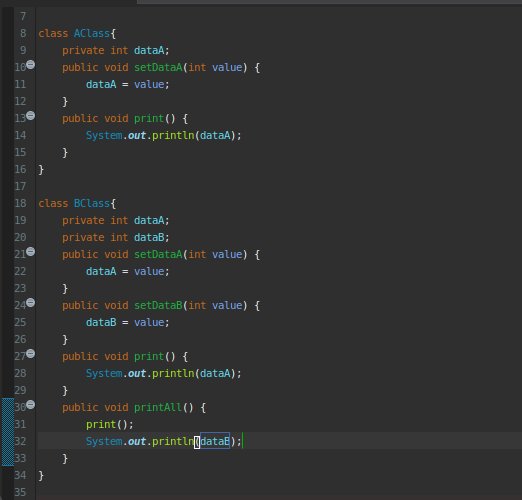 7
8 class AClass{
9     private int dataA;
10     public void setDataA(int value) {
11         dataA = value;
12     }
13     public void print() {
14         System.out.println(dataA);
15     }
16 }
17
18 class BClass{
19     private int dataA;
20     private int dataB;
21     public void setDataA(int value) {
22         dataA = value;
23     }
24     public void setDataB(int value) {
25         dataB = value;
26     }
27     public void print() {
28         System.out.println(dataA);
29     }
30     public void printAll() {
31         print();
32         System.out.println(dataB);
33     }
34 }
35